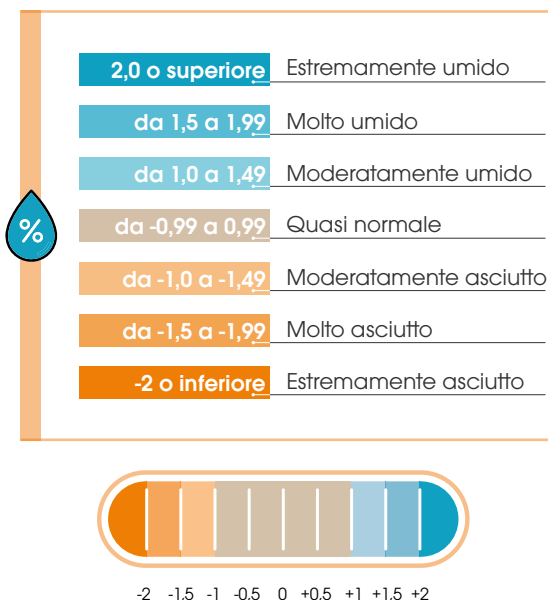 2,0 o superiore Estremamente umido
da 1,5 a 1,99 Molto umido
da 1,0 a 1,49 Moderatamente umido
%
da -0,99 a 0,99 Quasi normale
da -1,0 a -1,49 Moderatamente asciutto
da -1,5 a -1,99 Molto asciutto
-2 o inferiore Estremamente asciutto
-2 -1,5 -1 -0,5 0 +0,5 +1 +1,5 +2